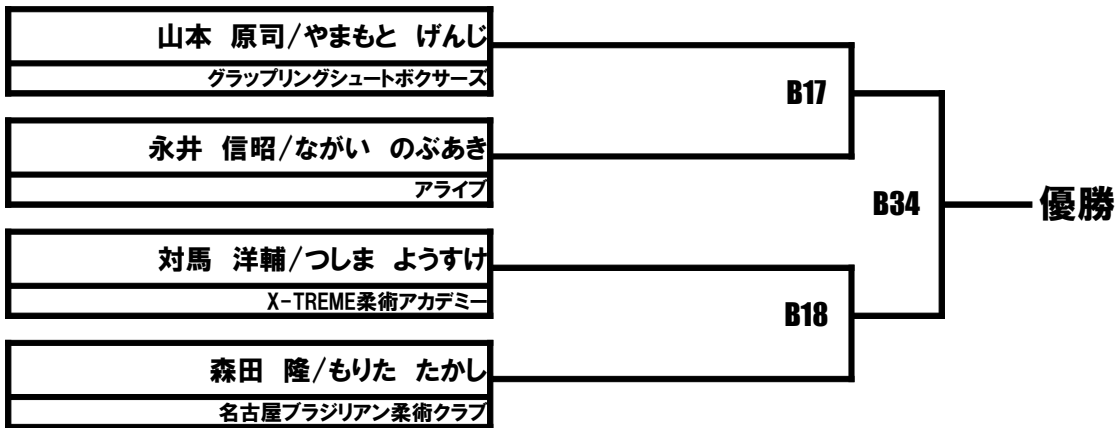 山本　原司/やまもと　げんじ
グラップリングシュートボクサーズ
B17
永井　信昭/ながい　のぶあき
アライブ
B34
優勝
対馬　洋輔/つしま　ようすけ
X-TREME柔術アカデミー
B18
森田　隆/もりた　たかし
名古屋ブラジリアン柔術クラブ